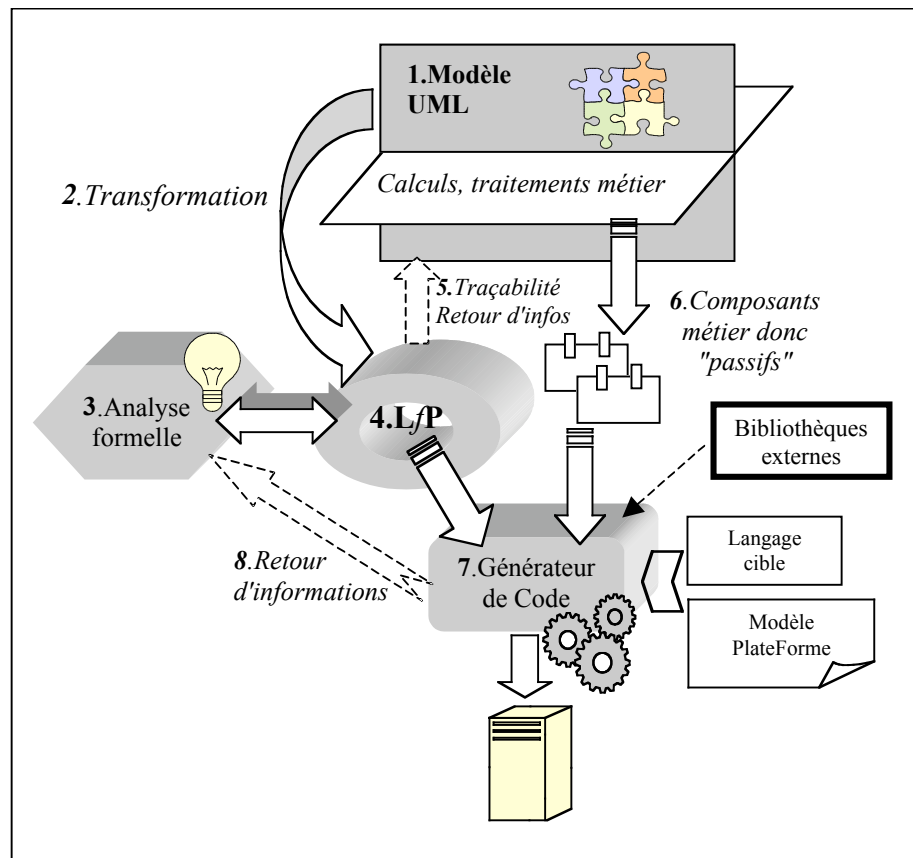 1.Modèle
UML
Calculs, traitements métier
2.Transformation
5.Traçabilité
Retour d'infos
6.Composants
métier donc
"passifs"
3.Analyse
formelle
4.LfP
Bibliothèques
externes
Langage
cible
7.Générateur
de Code
8.Retour
d'informations
Modèle
PlateForme